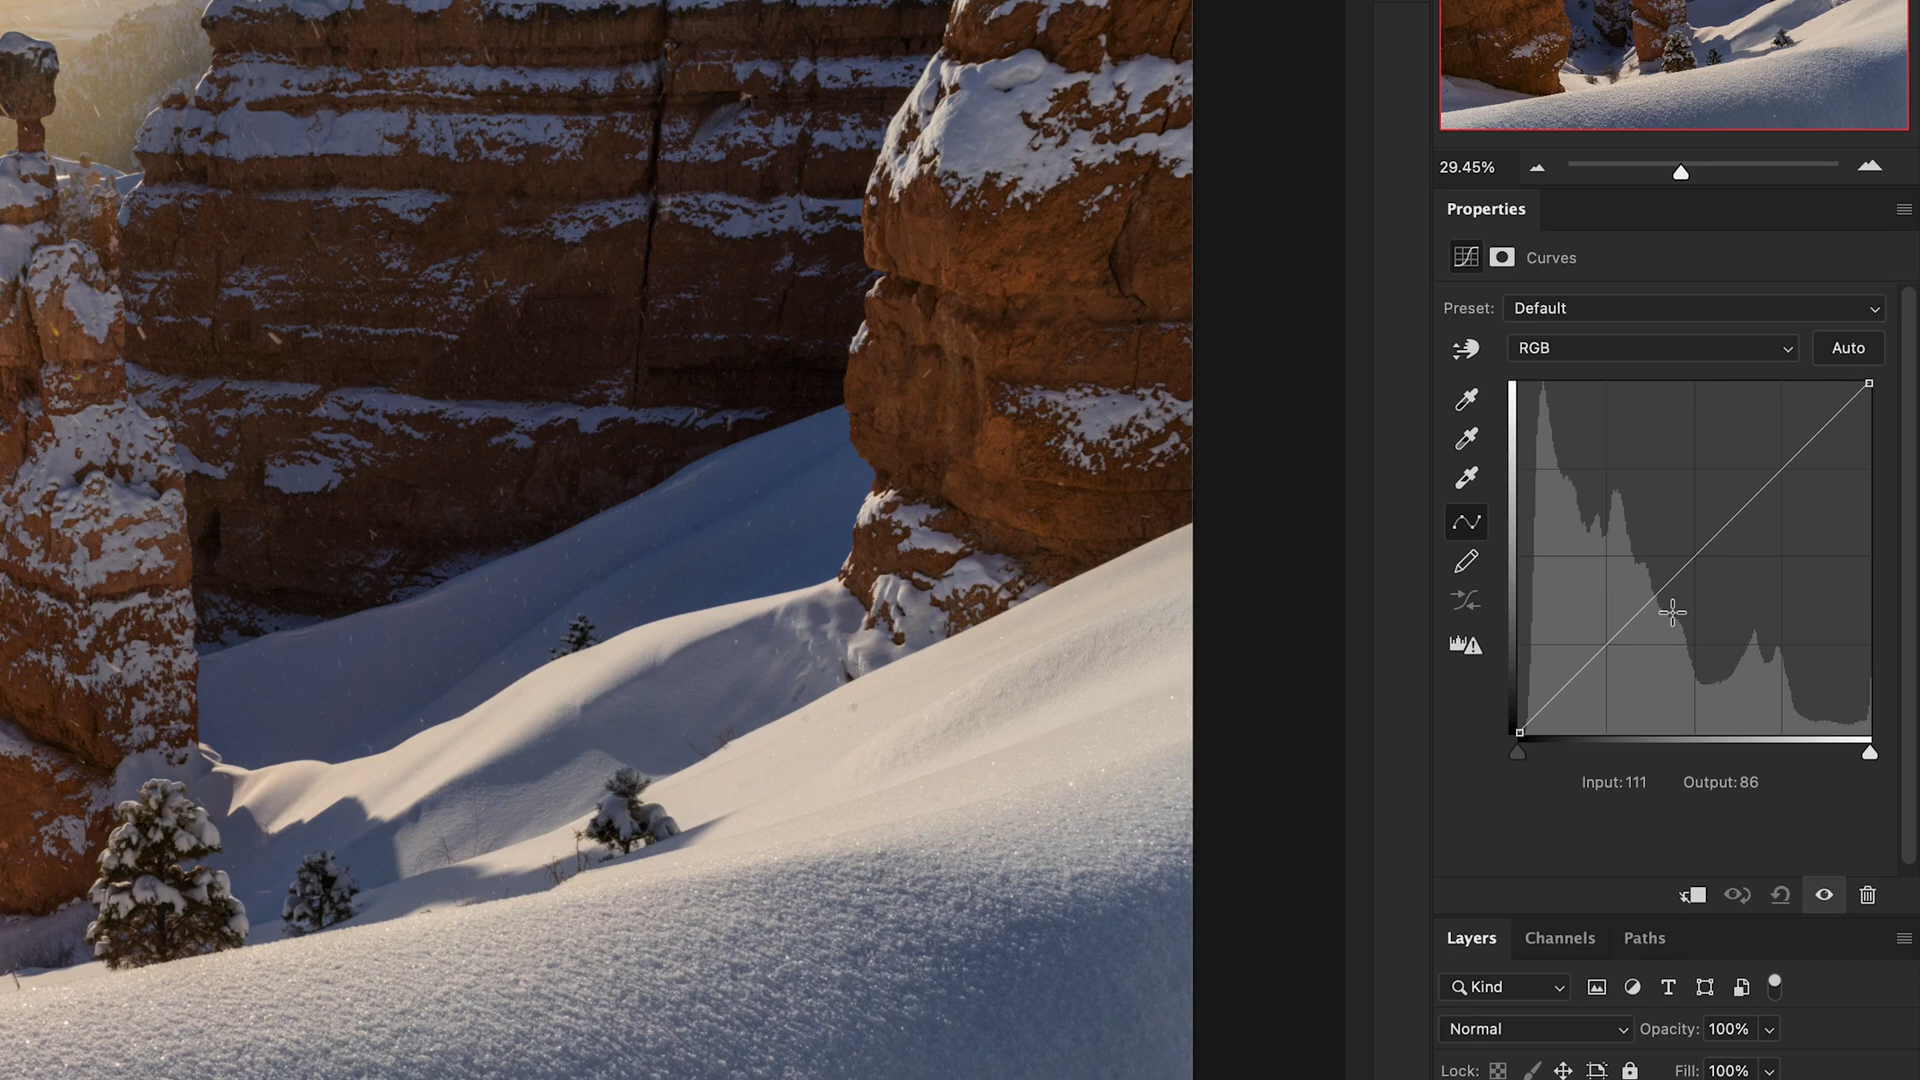 29.45%
Properties
Curves
Preset: Default
RGB Auto
Input: 111 Output: 86
Layers Channels Paths
Kind
Normal Opacity: 100%
Lock: Fill: 100%